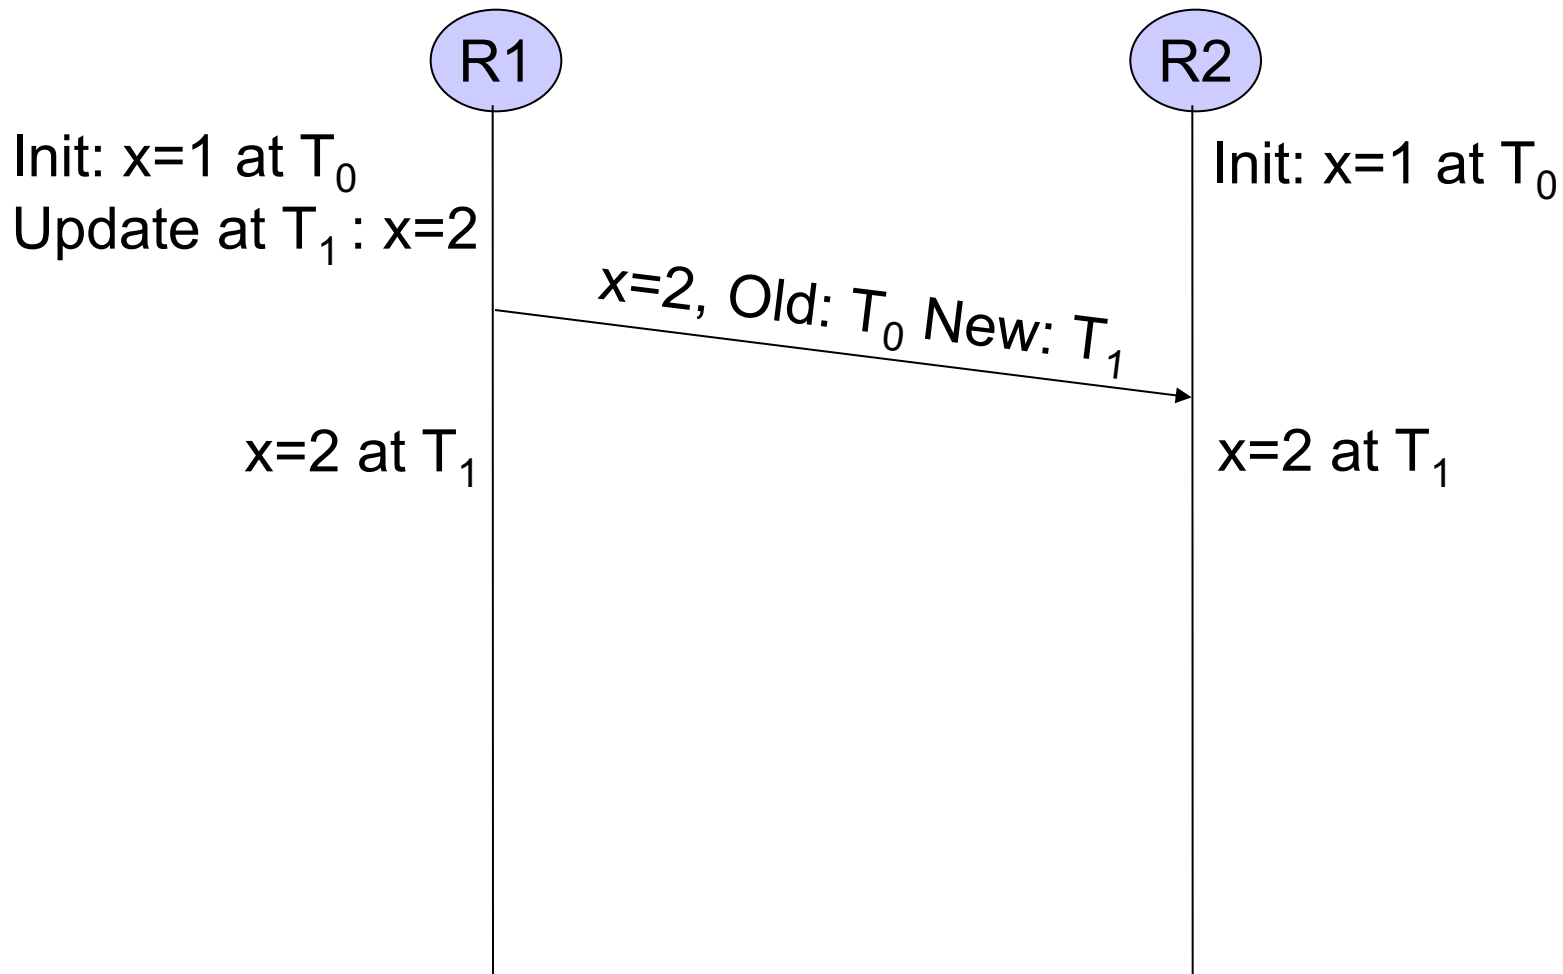 R1
R2
Init: x=1 at T₀
Init: x=1 at T₀
Update at T₁ : x=2
x=2, Old: T₀ New: T₁
x=2 at T₁
x=2 at T₁